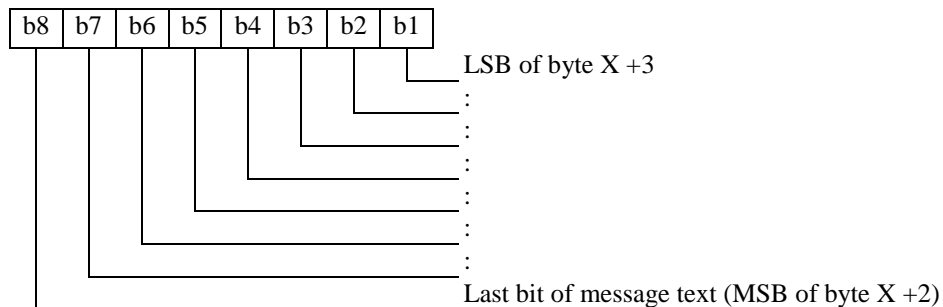 b8 b7 b6 b5 b4 b3 b2 b1
LSB of byte X +3
:
:
:
:
:
:
Last bit of message text (MSB of byte X +2)